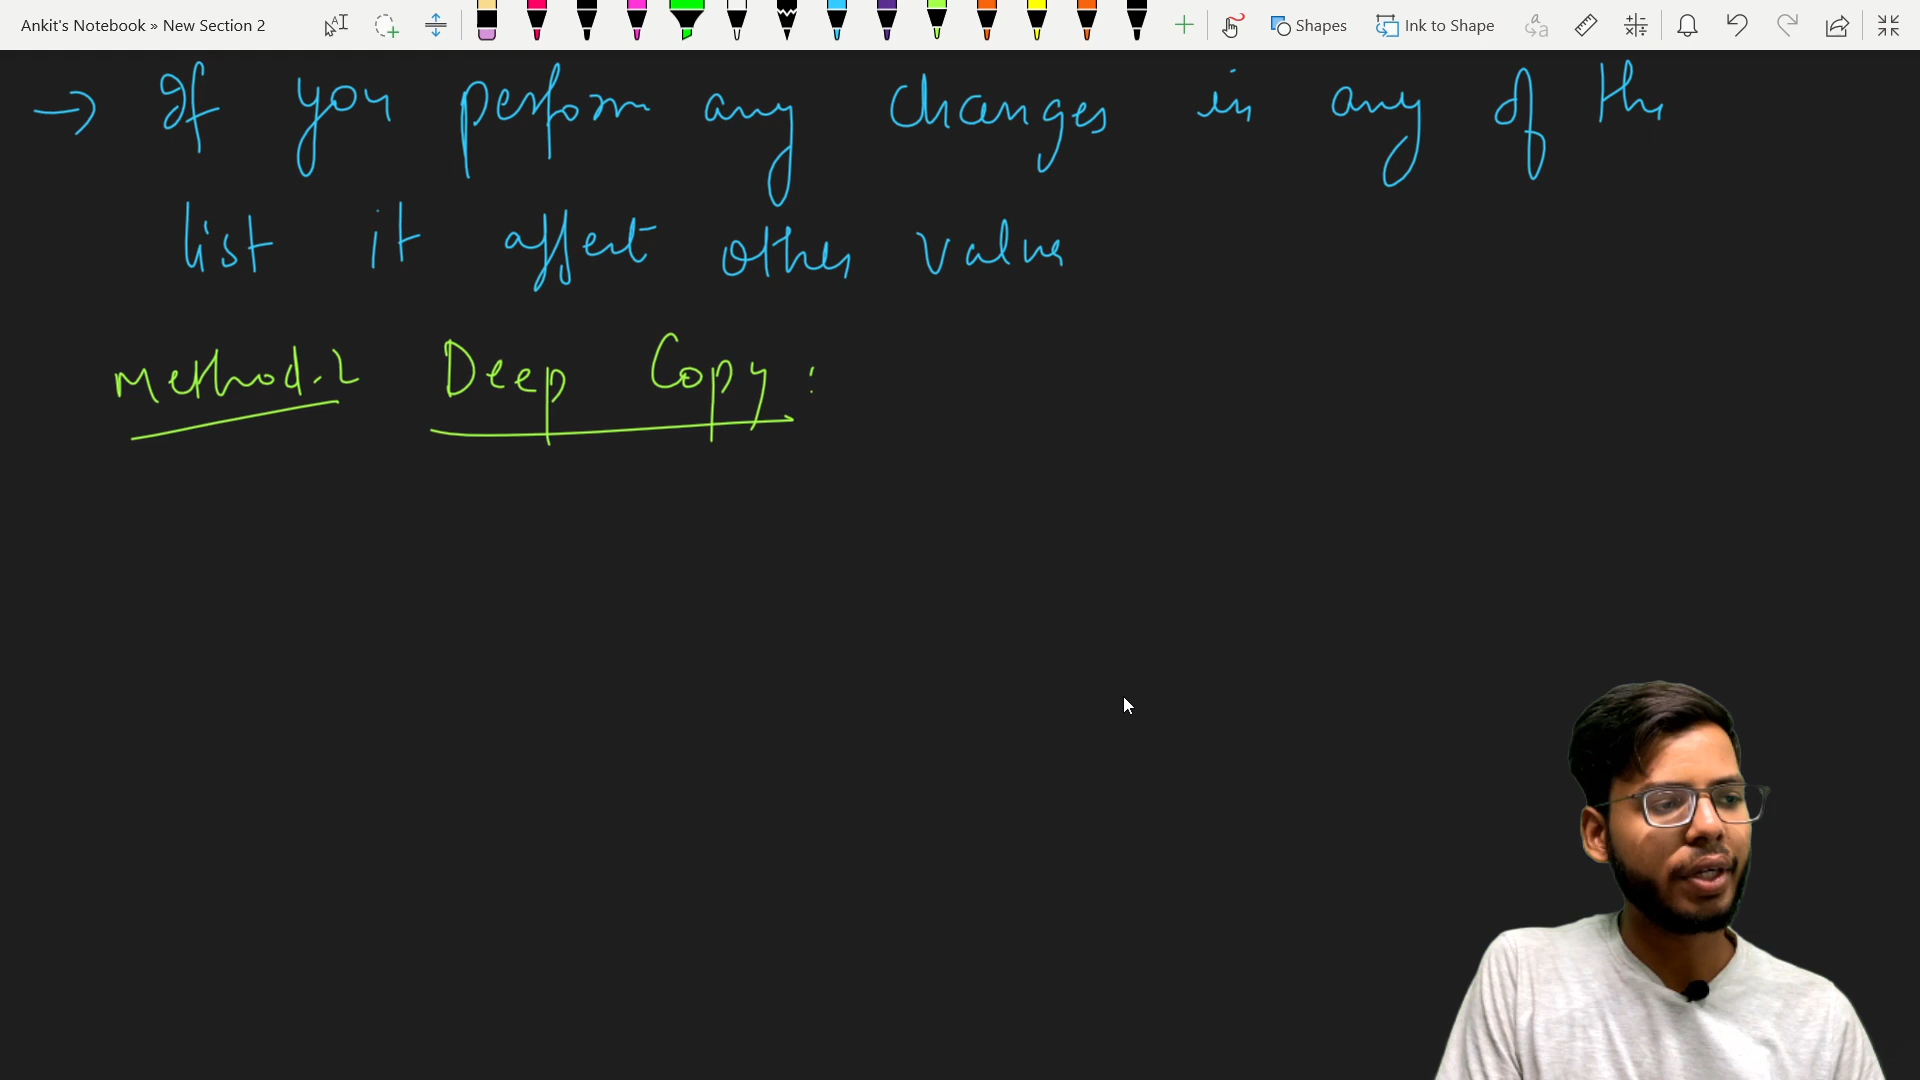 Ankit's Notebook » New Section 2
Shapes
Ink to Shape
→ If you perform any changes in any of the
list it affect other value
Method.2 Deep Copy: